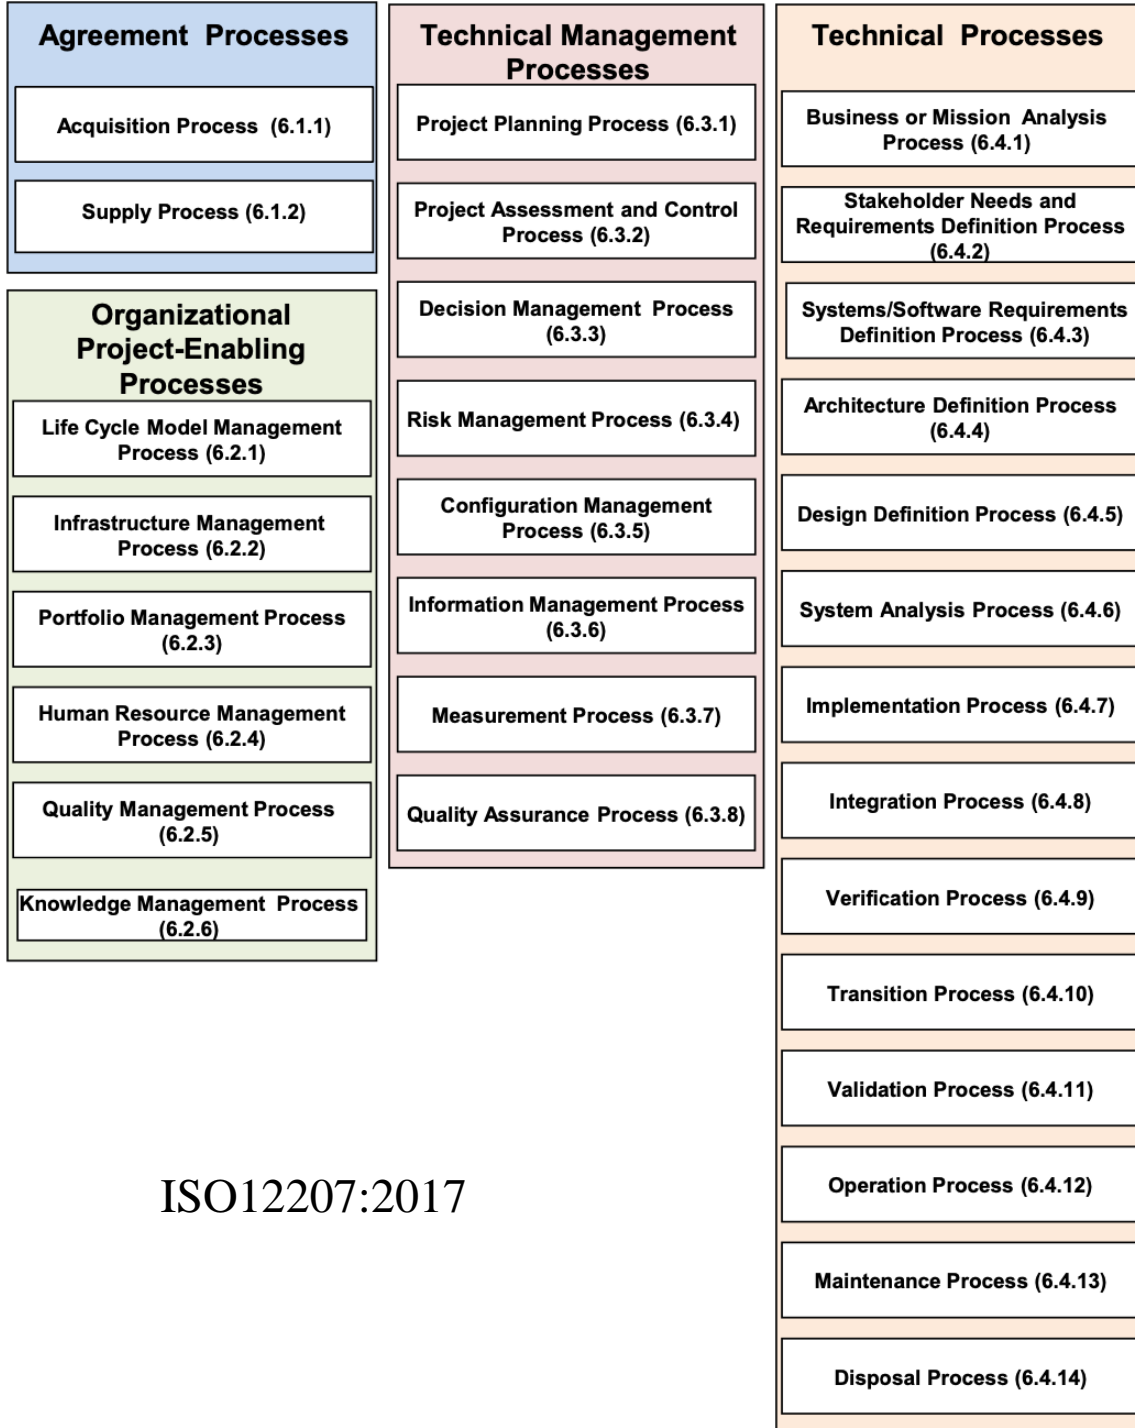 Agreement Processes
Acquisition Process (6.1.1)
Supply Process (6.1.2)
Organizational
Project-Enabling
Processes
Life Cycle Model Management
Process (6.2.1)
Infrastructure Management
Process (6.2.2)
Portfolio Management Process
(6.2.3)
Human Resource Management
Process (6.2.4)
Quality Management Process
(6.2.5)
Knowledge Management Process
(6.2.6)
Technical Management
Processes
Project Planning Process (6.3.1)
Project Assessment and Control
Process (6.3.2)
Decision Management Process
(6.3.3)
Risk Management Process (6.3.4)
Configuration Management
Process (6.3.5)
Information Management Process
(6.3.6)
Measurement Process (6.3.7)
Quality Assurance Process (6.3.8)
Technical Processes
Business or Mission Analysis
Process (6.4.1)
Stakeholder Needs and
Requirements Definition Process
(6.4.2)
Systems/Software Requirements
Definition Process (6.4.3)
Architecture Definition Process
(6.4.4)
Design Definition Process (6.4.5)
System Analysis Process (6.4.6)
Implementation Process (6.4.7)
Integration Process (6.4.8)
Verification Process (6.4.9)
Transition Process (6.4.10)
Validation Process (6.4.11)
Operation Process (6.4.12)
Maintenance Process (6.4.13)
Disposal Process (6.4.14)
ISO12207:2017